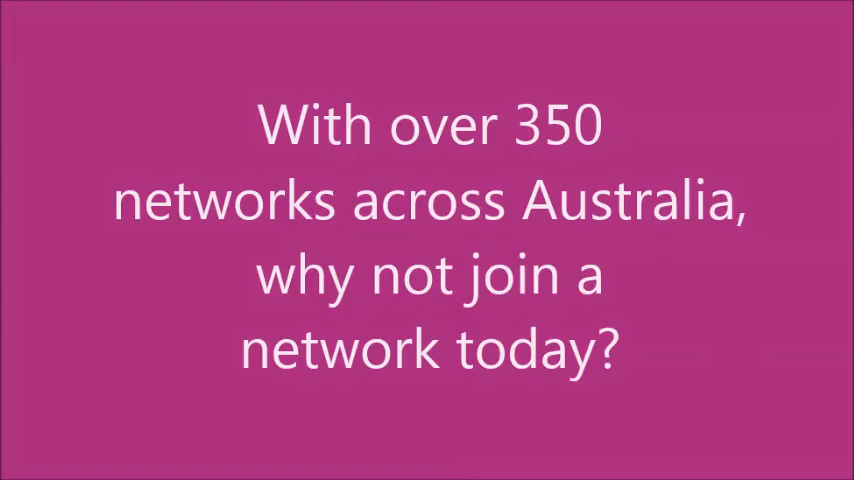 With over 350
networks across Australia,
why not join a
network today?